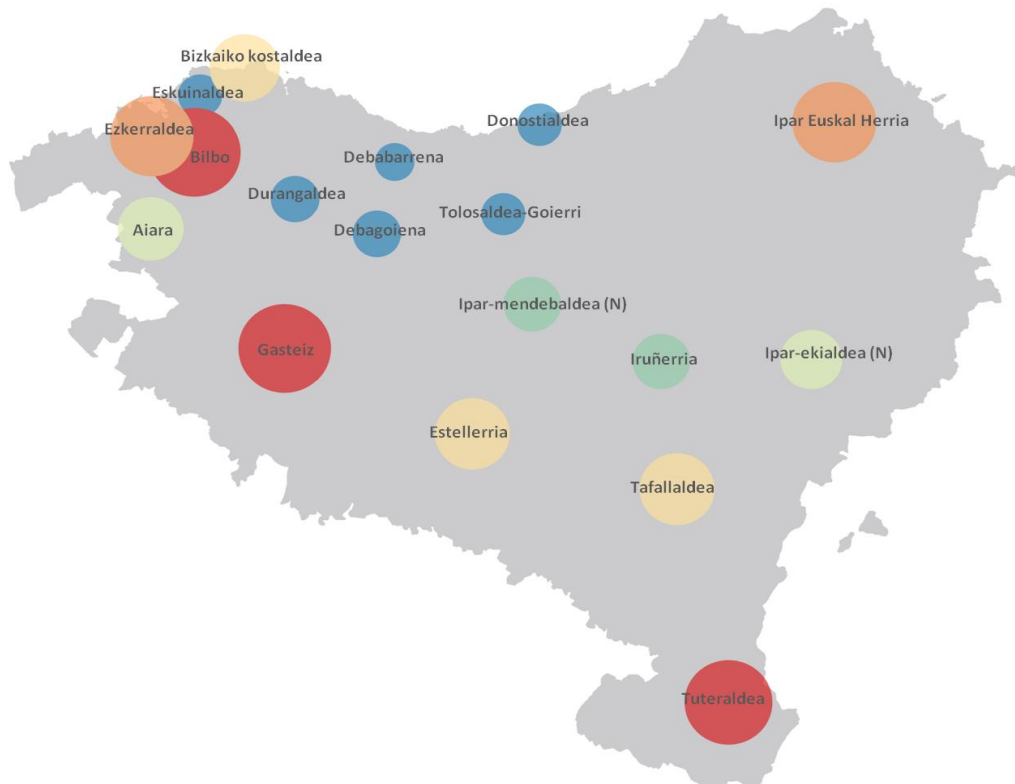 Bizkaiko kostaldea
Eskuinaldea
Ezkerraldea
Bilbo
Donostialdea
Ipar Euskal Herria
Debabarrena
Durangaldea
Tolosaldea-Goierri
Debagoiena
Aiara
Ipar-mendebaldea (N)
Gasteiz
Iruñerria
Ipar-ekialdea (N)
Estellerria
Tafallaldea
Tuteraldea